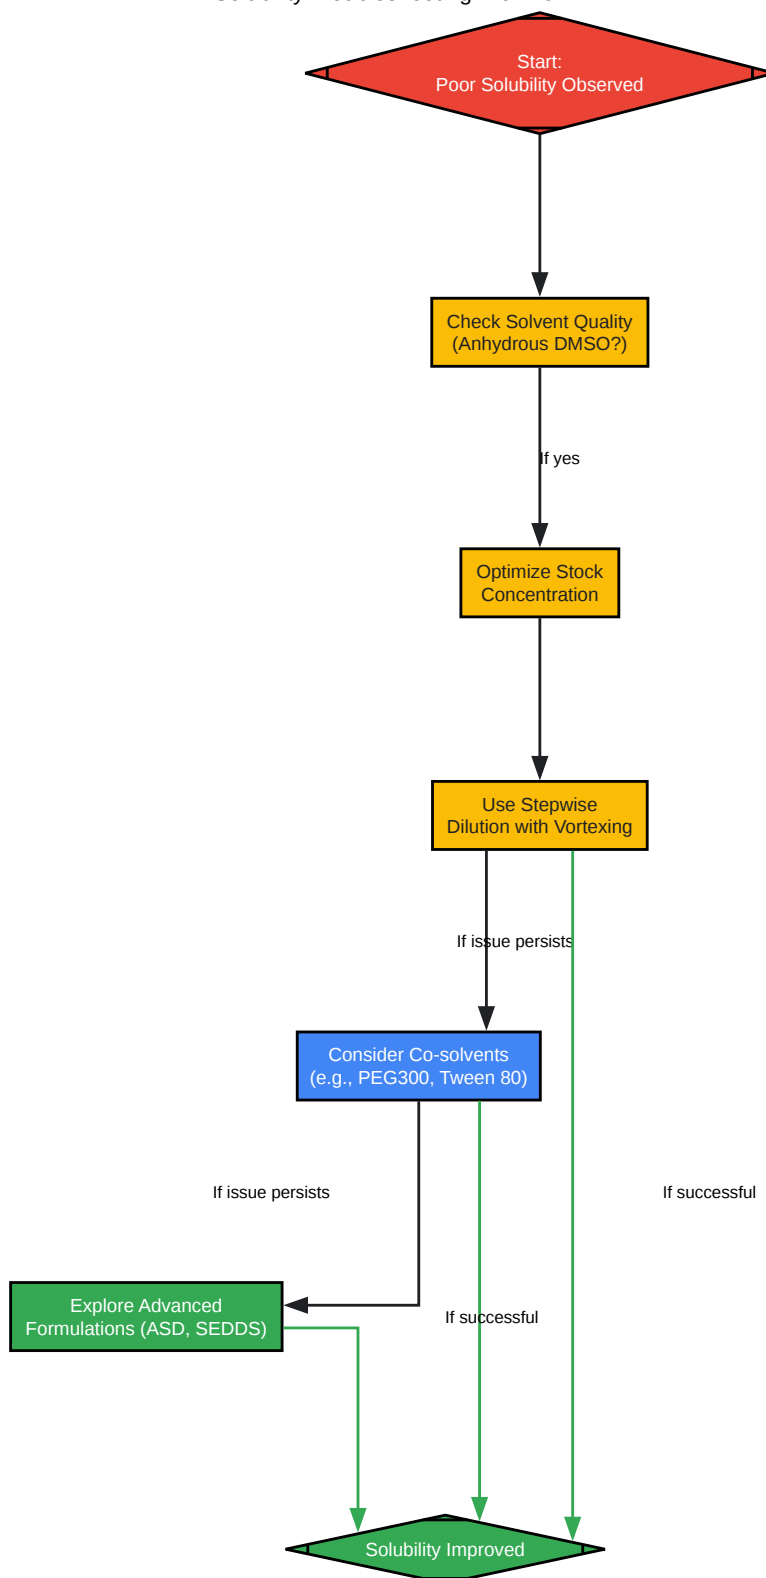 Start:
Poor Solubility Observed
Check Solvent Quality
(Anhydrous DMSO?)
If yes
Optimize Stock
Concentration
Use Stepwise
Dilution with Vortexing
If issue persists
Consider Co-solvents
(e.g., PEG300, Tween 80)
If issue persists
If successful
Explore Advanced
Formulations (ASD, SEDDS)
If successful
Solubility Improved